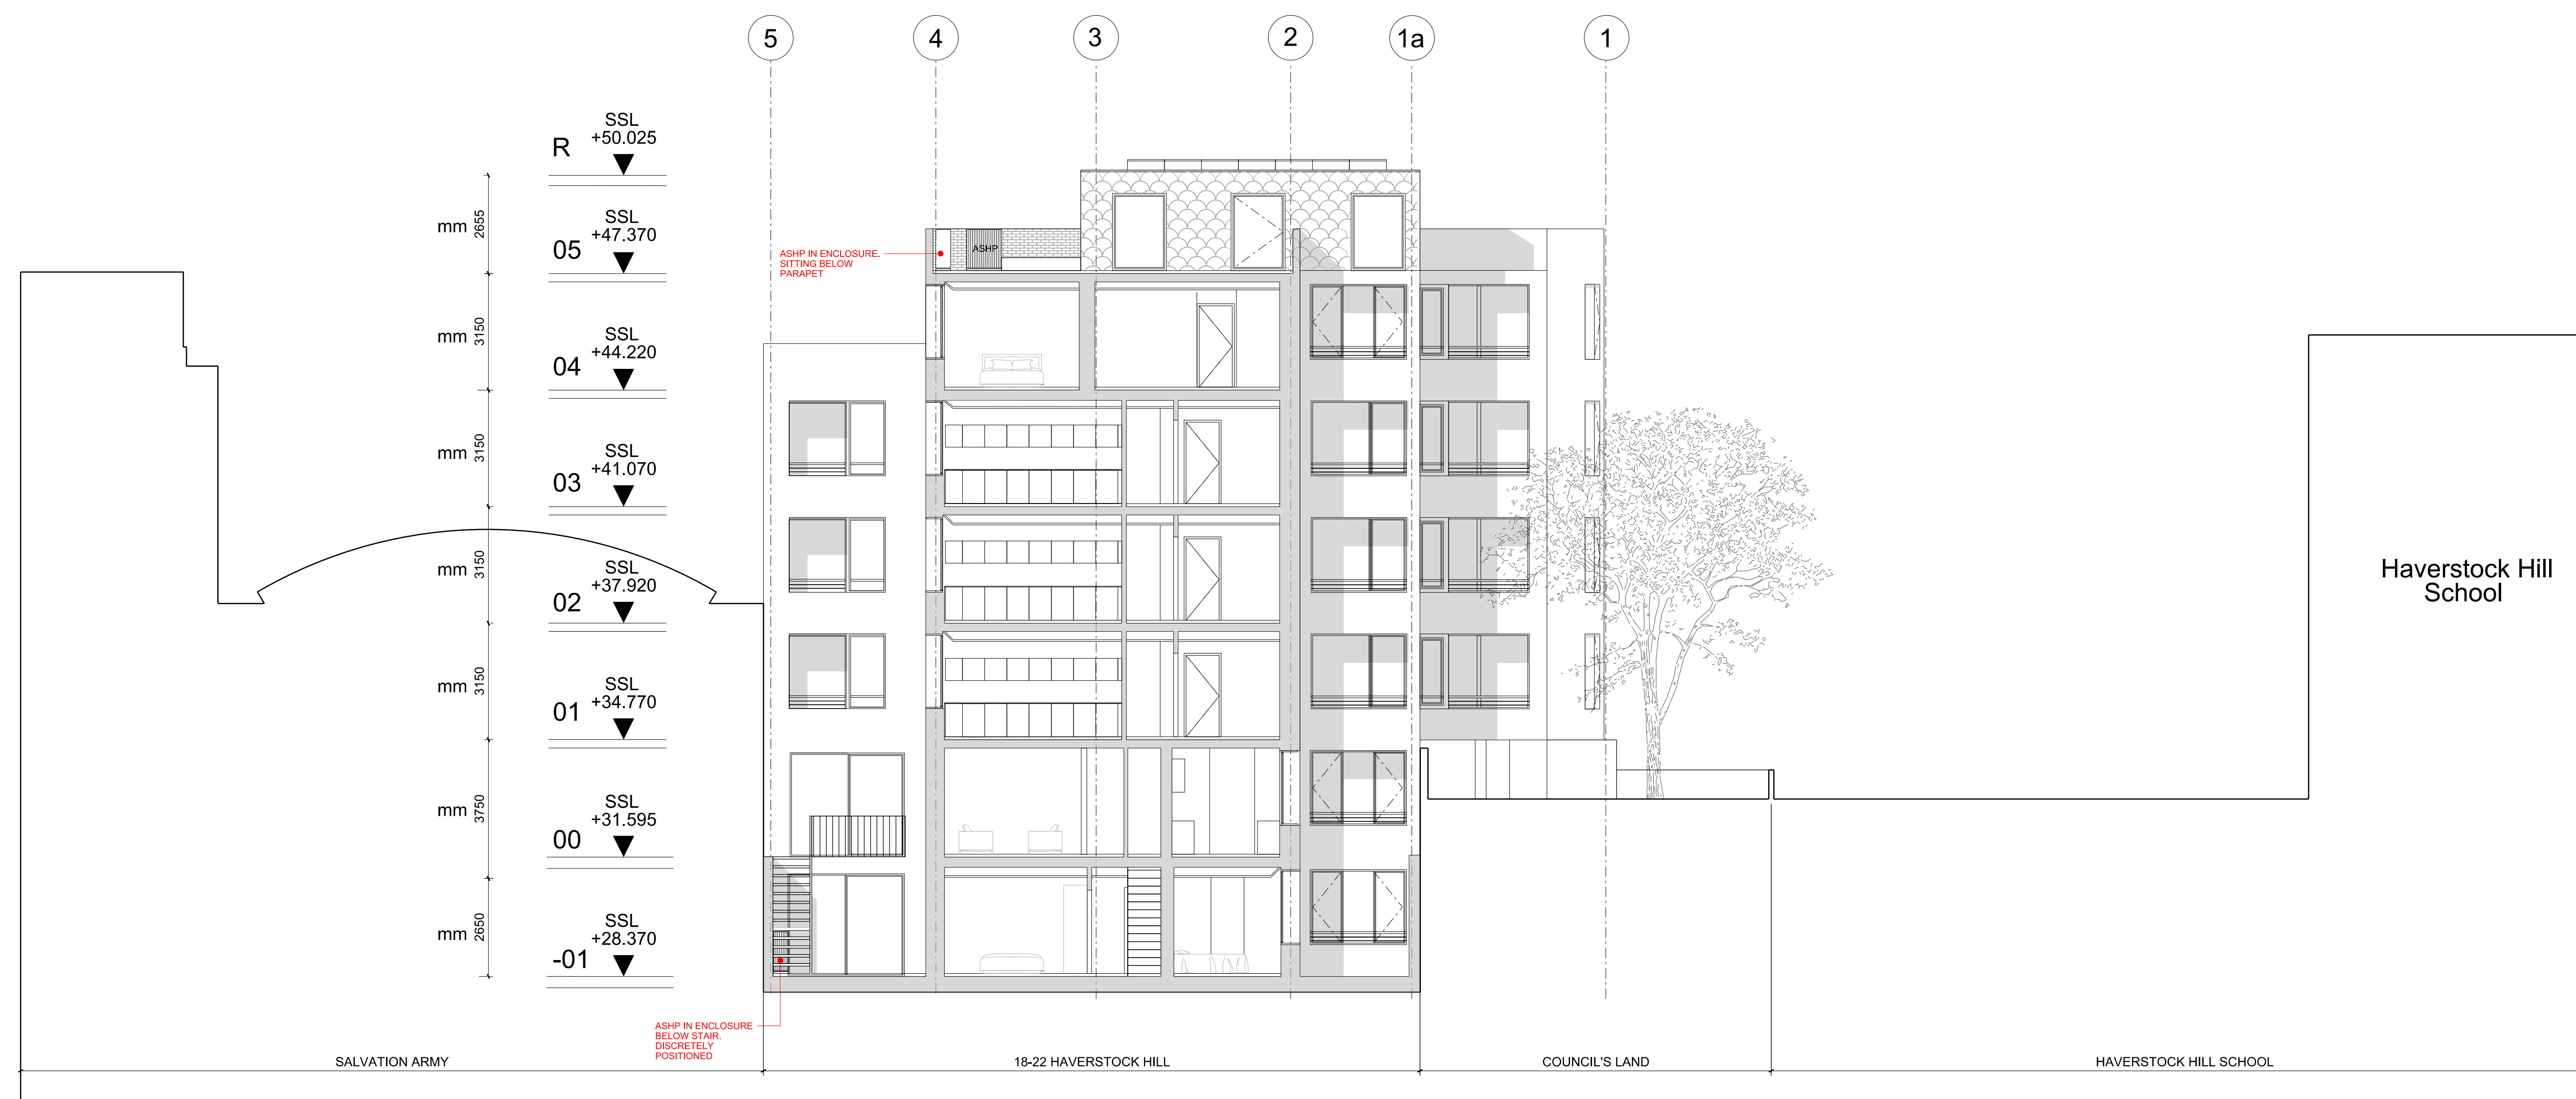 5
4
3
2
1a
1
SSL
R +50.025
mm 2655
SSL
05 +47.370
ASHP
ASHP IN ENCLOSURE.
SITTING BELOW
PARAPET
mm 3150
SSL
04 +44.220
mm 3150
SSL
03 +41.070
mm 3150
SSL
02 +37.920
Haverstock Hill
School
mm 3150
SSL
01 +34.770
mm 3750
SSL
00 +31.595
mm 2650
SSL
-01 +28.370
ASHP IN ENCLOSURE
BELOW STAIR.
DISCRETELY
POSITIONED
SALVATION ARMY
18-22 HAVERSTOCK HILL
COUNCIL'S LAND
HAVERSTOCK HILL SCHOOL